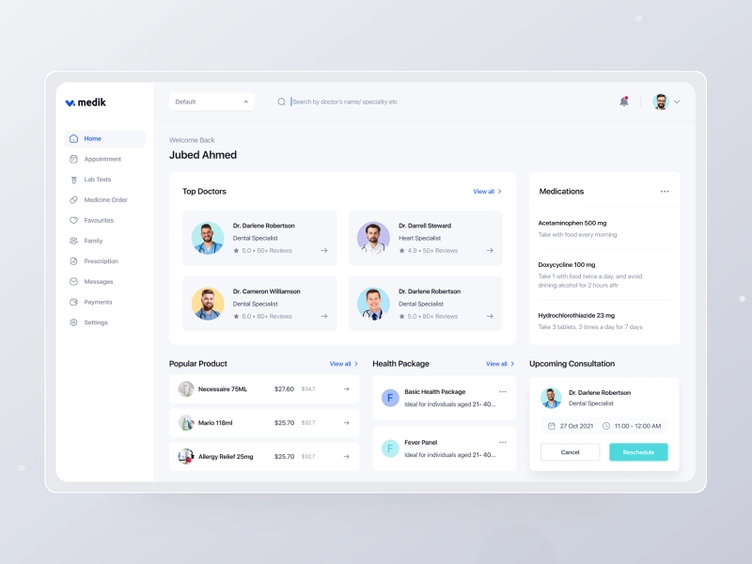 medik
Default
Search by doctor's name/ speciality etc
Home
Appointment
Lab Tests
Medicine Order
Favourites
Family
Prescription
Messages
Payments
Settings
Welcome Back
Jubed Ahmed
Top Doctors
View all
Dr. Darlene Robertson
Dental Specialist
5.0 • 50+ Reviews
Dr. Darrell Steward
Heart Specialist
4.9 • 50+ Reviews
Dr. Cameron Williamson
Dental Specialist
5.0 • 80+ Reviews
Dr. Darlene Robertson
Dental Specialist
5.0 • 80+ Reviews
Medications
Acetaminophen 500 mg
Take with food every morning
Doxycycline 100 mg
Take 1 with food twice a day, and avoid
drining alcohol for 2 hours aftr
Hydrochlorothiazide 23 mg
Take 3 tablets, 3 times a day for 7 days
Popular Product
View all
Necessaire 75ML $27.60 $34.7
Mario 118ml $25.70 $32.7
Allergy Relief 25mg $25.70 $32.7
Health Package
View all
F
Basic Health Package
Ideal for individuals aged 21- 40...
F
Fever Panel
Ideal for individuals aged 21- 40...
Upcoming Consultation
Dr. Darlene Robertson
Dental Specialist
27 Oct 2021
11.00 - 12.00 AM
Cancel
Reschedule